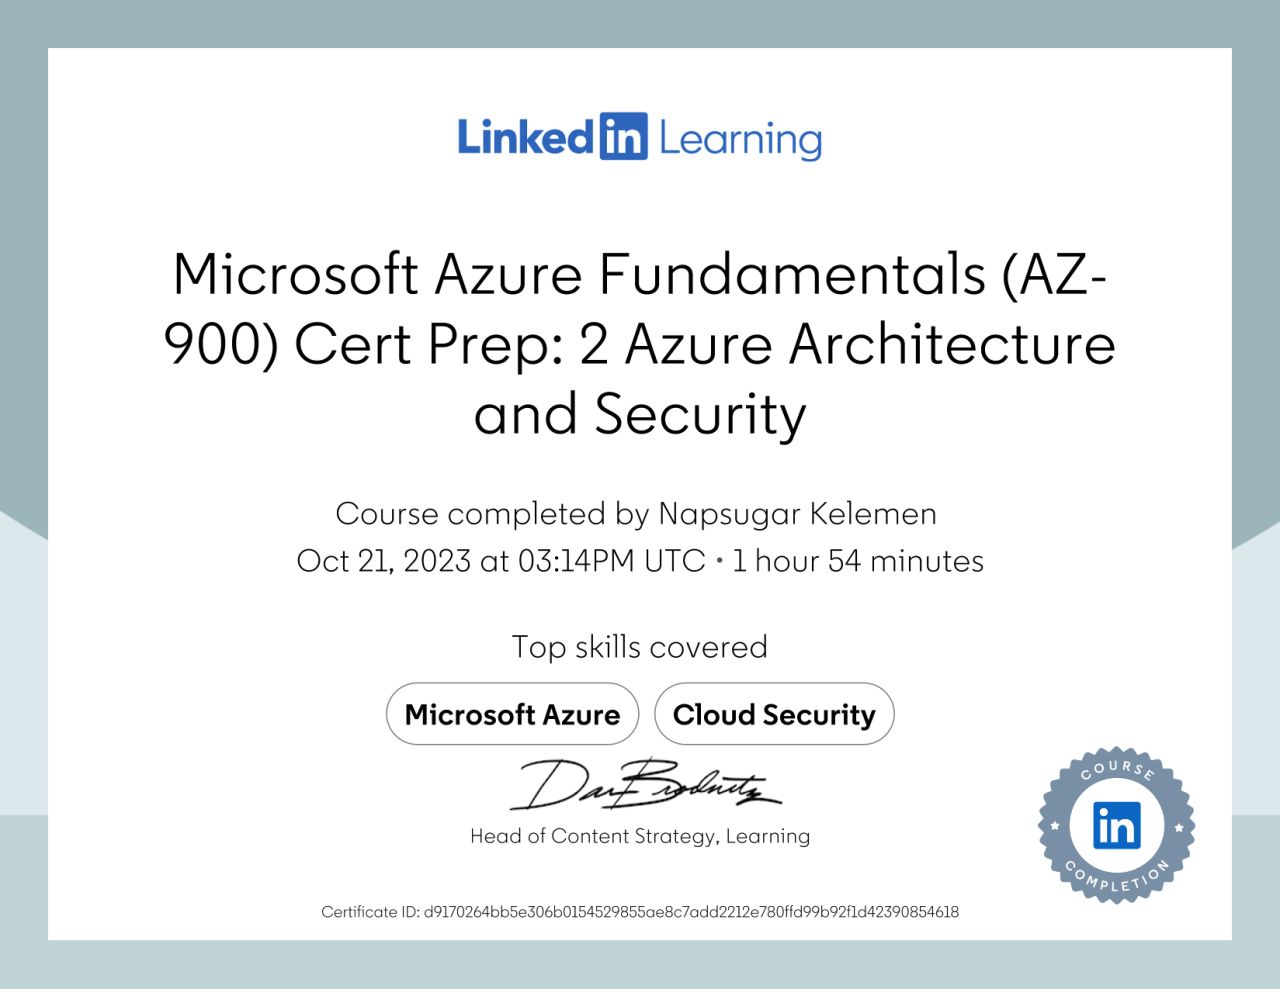 Linked in Learning
Microsoft Azure Fundamentals (AZ-
900) Cert Prep: 2 Azure Architecture
and Security
Course completed by Napsugar Kelemen
Oct 21, 2023 at 03:14PM UTC • 1 hour 54 minutes
Top skills covered
Microsoft Azure Cloud Security
Dan Brodnitz
Head of Content Strategy, Learning
COURSE
in
COMPLETION
Certificate ID: d9170264bb5e306b0154529855ae8c7add2212e780ffd99b92f1d42390854618